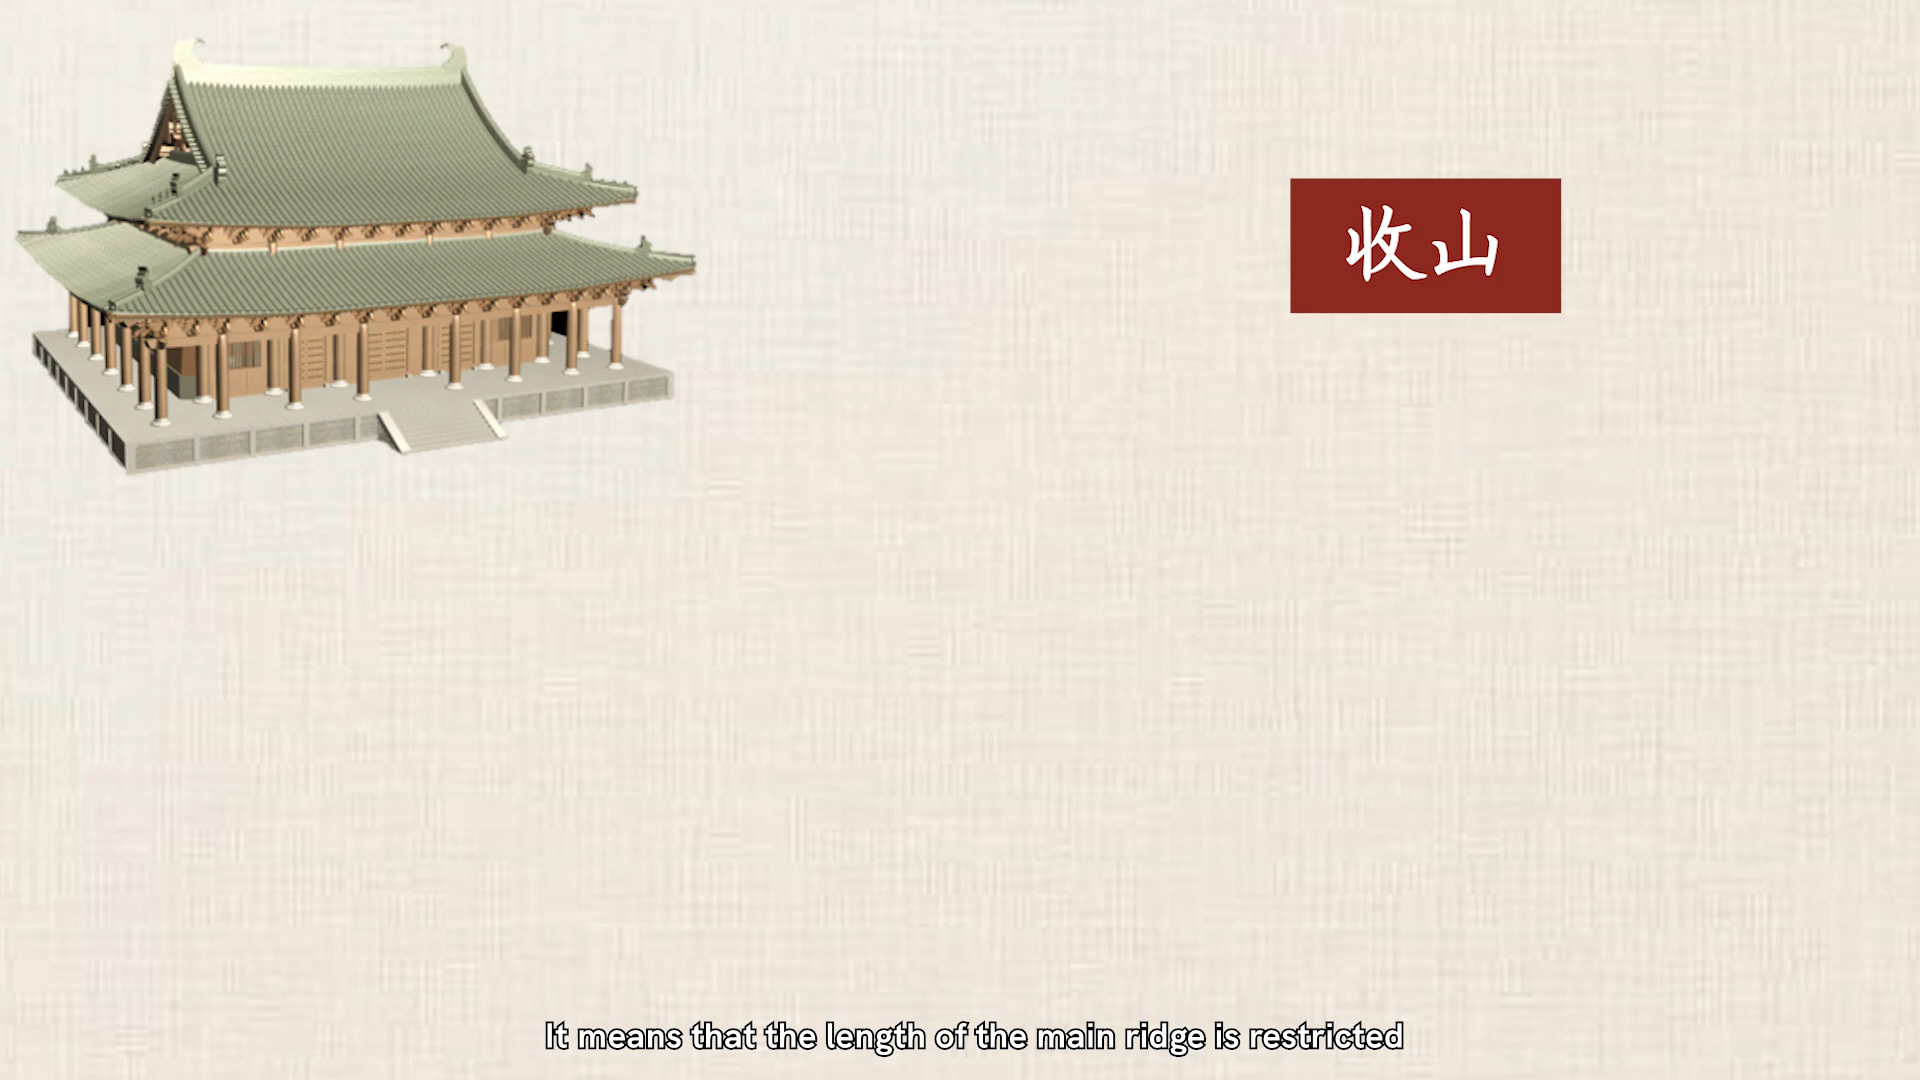 收山
It means that the length of the main ridge is restricted